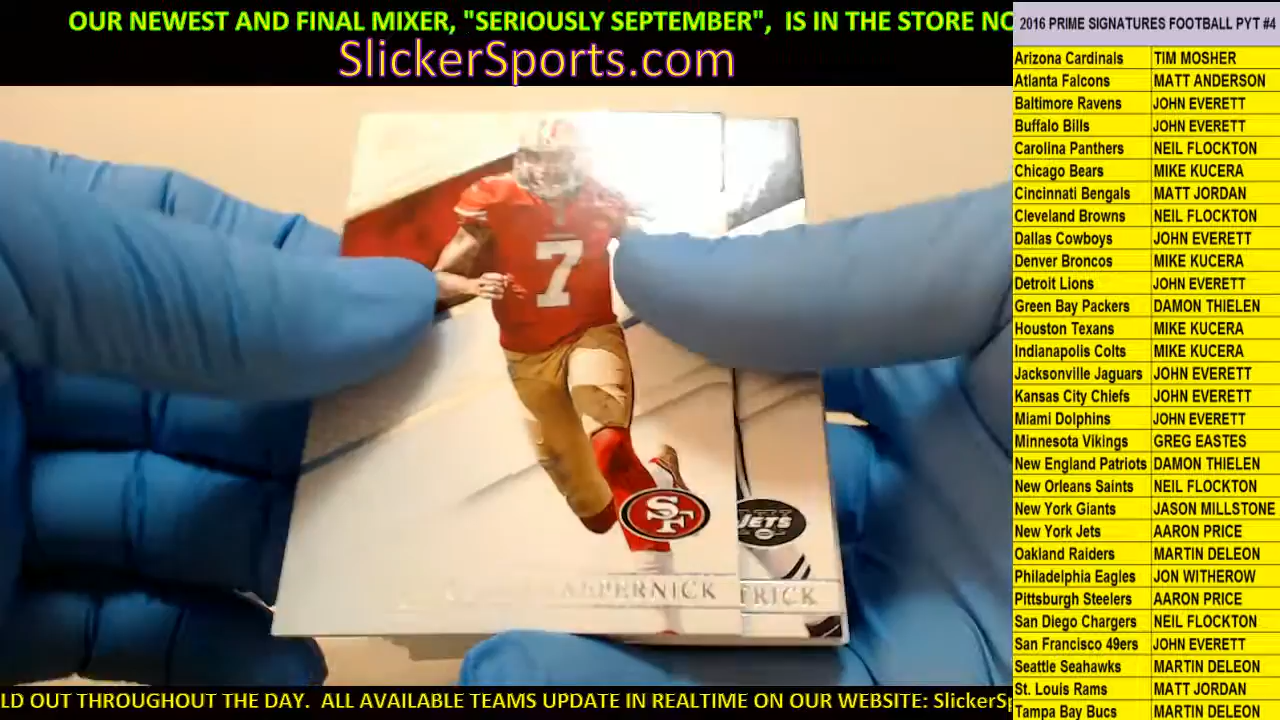 OUR NEWEST AND FINAL MIXER, "SERIOUSLY SEPTEMBER", IS IN THE STORE NO
SlickerSports.com
7
SF
JETS
AEPERNICK
TRICK
LD OUT THROUGHOUT THE DAY. ALL AVAILABLE TEAMS UPDATE IN REALTIME ON OUR WEBSITE: SlickerSp
2016 PRIME SIGNATURES FOOTBALL PYT #4
Arizona Cardinals TIM MOSHER
Atlanta Falcons MATT ANDERSON
Baltimore Ravens JOHN EVERETT
Buffalo Bills JOHN EVERETT
Carolina Panthers NEIL FLOCKTON
Chicago Bears MIKE KUCERA
Cincinnati Bengals MATT JORDAN
Cleveland Browns NEIL FLOCKTON
Dallas Cowboys JOHN EVERETT
Denver Broncos MIKE KUCERA
Detroit Lions JOHN EVERETT
Green Bay Packers DAMON THIELEN
Houston Texans MIKE KUCERA
Indianapolis Colts MIKE KUCERA
Jacksonville Jaguars JOHN EVERETT
Kansas City Chiefs JOHN EVERETT
Miami Dolphins JOHN EVERETT
Minnesota Vikings GREG EASTES
New England Patriots DAMON THIELEN
New Orleans Saints NEIL FLOCKTON
New York Giants JASON MILLSTONE
New York Jets AARON PRICE
Oakland Raiders MARTIN DELEON
Philadelphia Eagles JON WITHEROW
Pittsburgh Steelers AARON PRICE
San Diego Chargers NEIL FLOCKTON
San Francisco 49ers JOHN EVERETT
Seattle Seahawks MARTIN DELEON
St. Louis Rams MATT JORDAN
Tampa Bay Bucs MARTIN DELEON